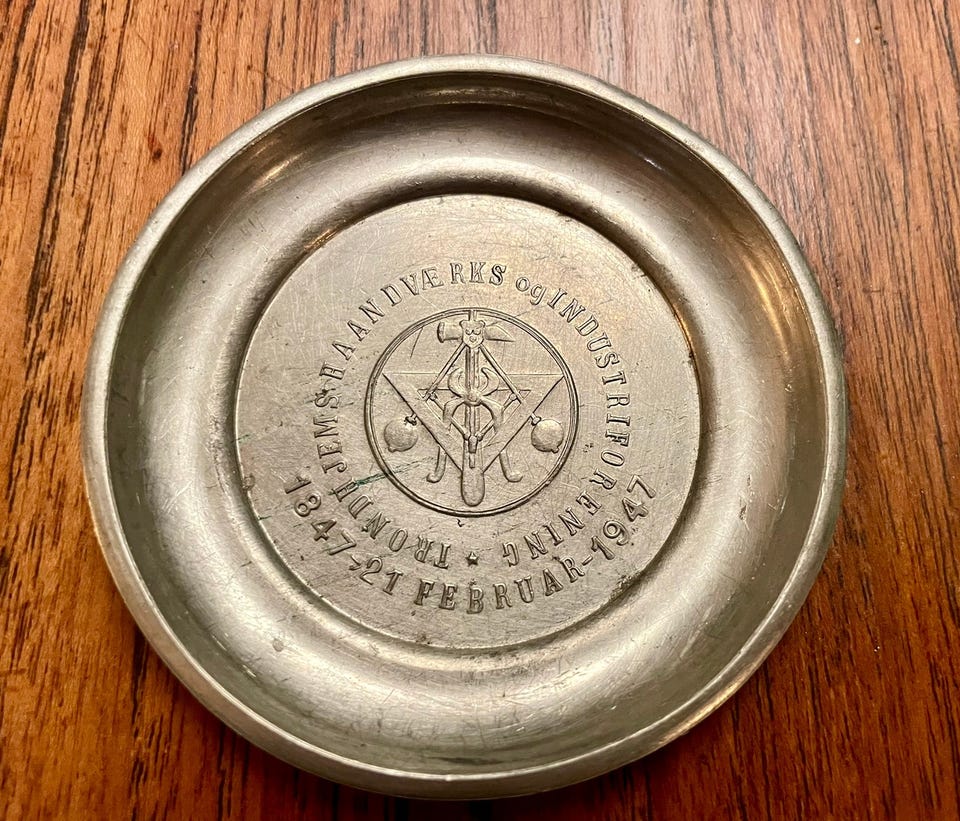 TRONDHJEMS HAANDVÆRKS og INDUSTRIFORENING
1847-21 FEBRUAR-1947